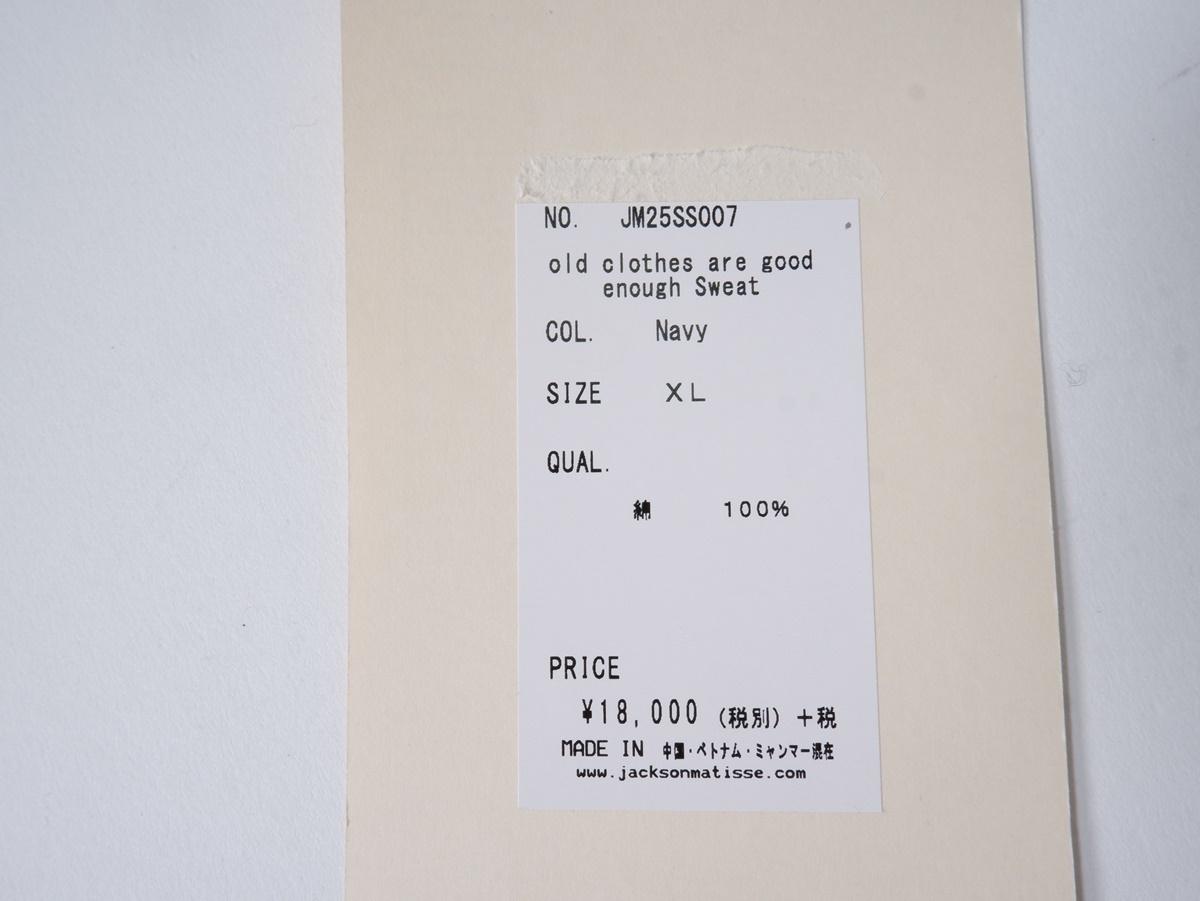 NO. JM25SS007
old clothes are good
enough Sweat
COL. Navy
SIZE XL
QUAL.
綿 100%
PRICE
¥18,000 (税別) +税
MADE IN 中国・ベトナム・ミャンマー混在
www.jacksonmatisse.com